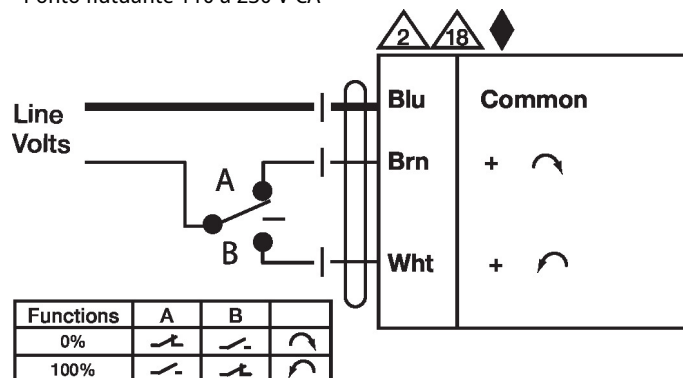 Ponto flutuante 110 a 230 V CA
2 18
Line
Volts
Blu Common
Brn +
A
B
Wht +
Functions A B
0%
100%